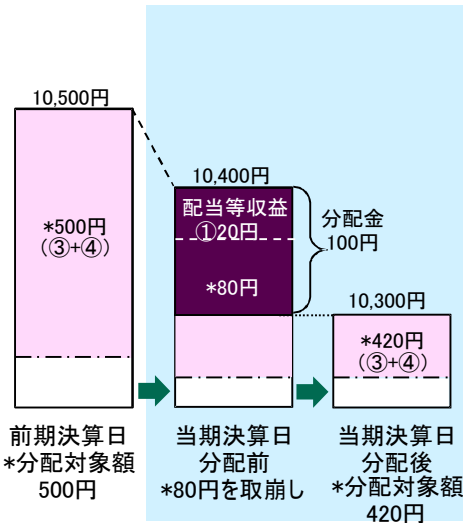 10,500円
*500円
(③+④)
10,400円
配当等収益
①20円
*80円
分配金
100円
10,300円
*420円
(③+④)
前期決算日
*分配対象額
500円
当期決算日
分配前
*80円を取崩し
当期決算日
分配後
*分配対象額
420円